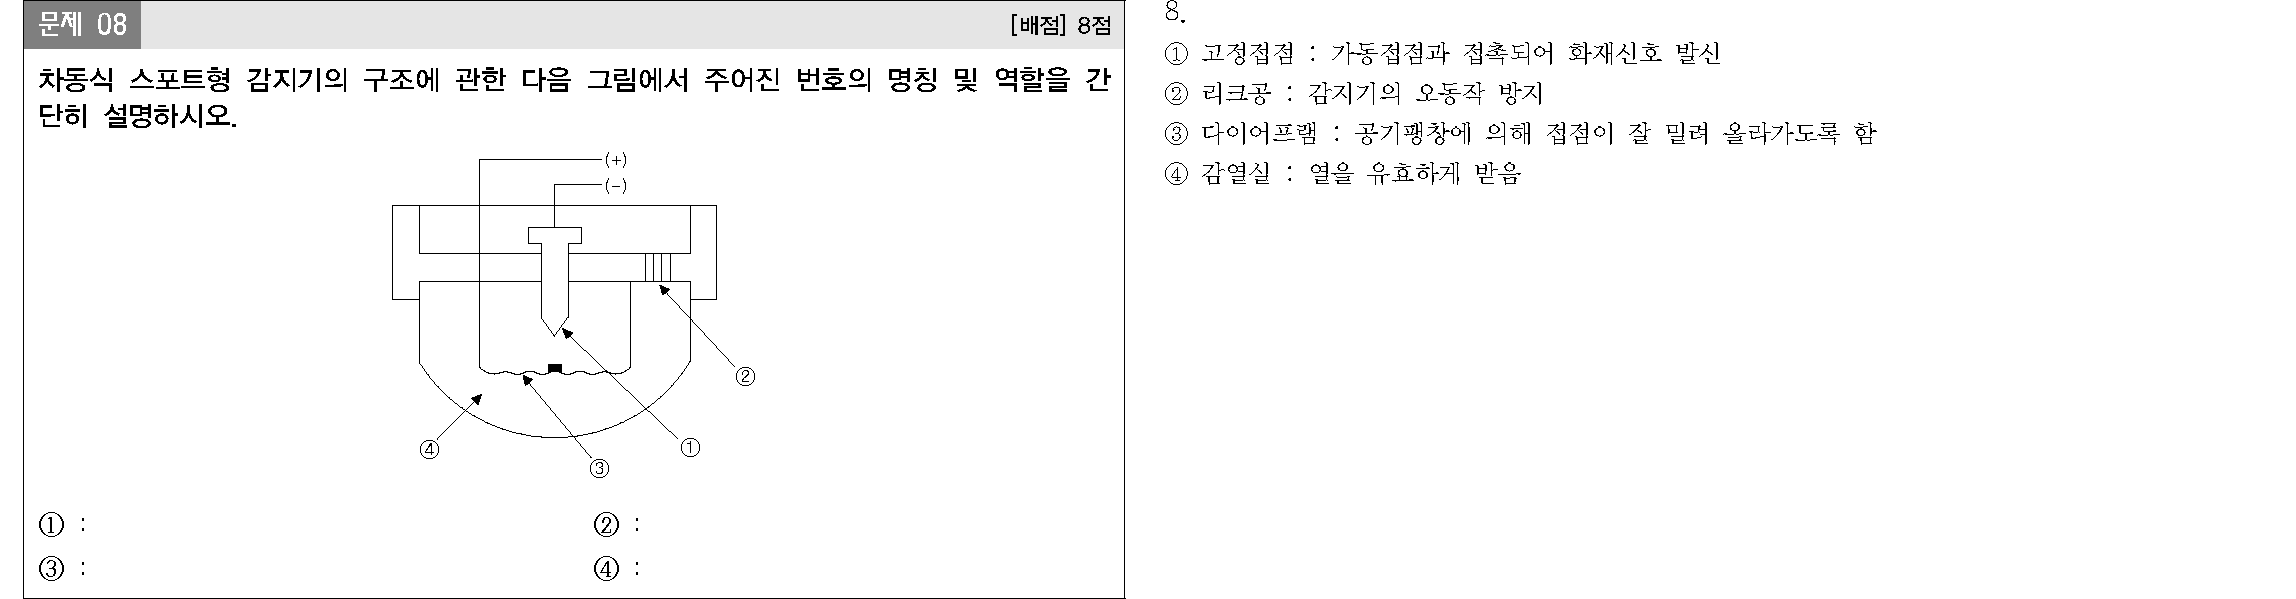 문제 08
[배점] 8점
차동식 스포트형 감지기의 구조에 관한 다음 그림에서 주어진 번호의 명칭 및 역할을 간
단히 설명하시오.
(+)
(-)
②
④
①
③
① : ② :
③ : ④ :
8.
① 고정접점 : 가동접점과 접촉되어 화재신호 발신
② 리크공 : 감지기의 오동작 방지
③ 다이어프램 : 공기팽창에 의해 접점이 잘 밀려 올라가도록 함
④ 감열실 : 열을 유효하게 받음